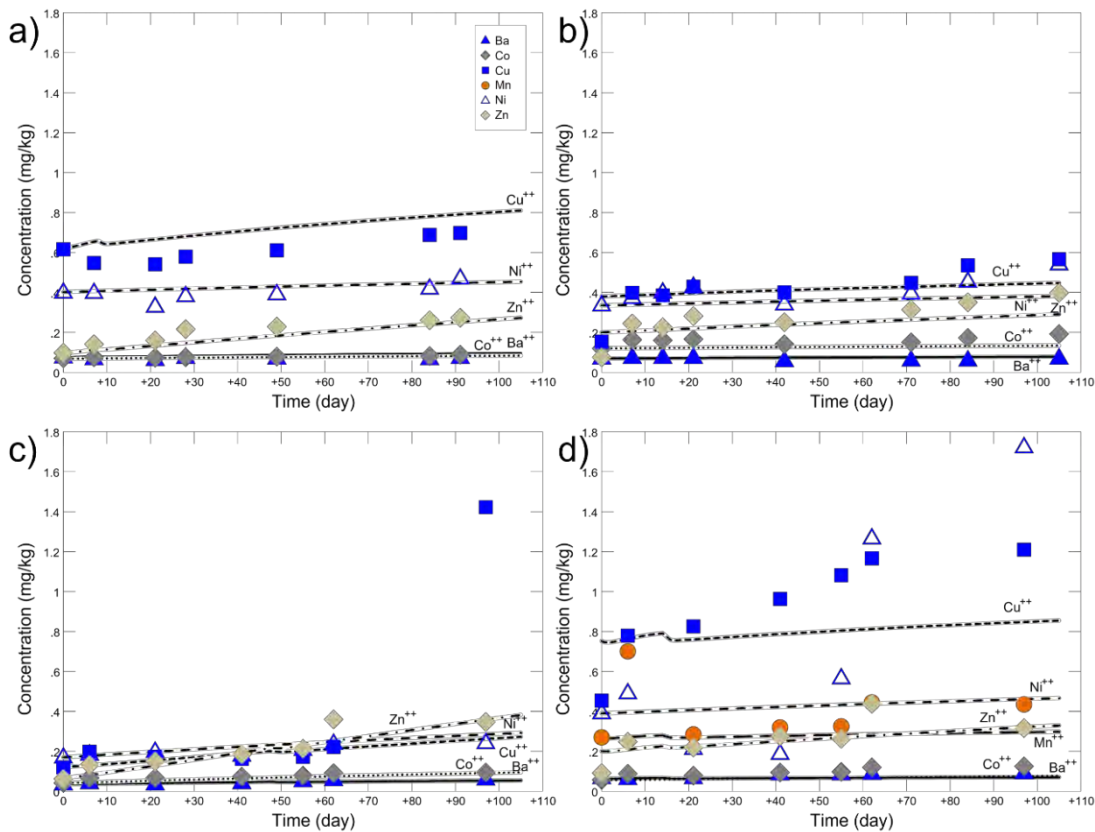 a)
1.8
1.6
1.4
1.2
1
.8
.6
.4
.2
0
Concentration (mg/kg)
Ba
Co
Cu
Mn
Ni
Zn
Cu++
Ni++
Zn++
Co++ Ba++
0 +10 +20 +30 +40 +50 +60 +70 +80 +90 +100 +110
Time (day)
b)
1.8
1.6
1.4
1.2
1
.8
.6
.4
.2
0
Concentration (mg/kg)
Cu++
Ni++ Zn++
Co++
Ba++
0 +10 +20 +30 +40 +50 +60 +70 +80 +90 +100 +110
Time (day)
c)
1.8
1.6
1.4
1.2
1
.8
.6
.4
.2
0
Concentration (mg/kg)
Zn++
Ni++
Cu++
Co++ Ba++
0 +10 +20 +30 +40 +50 +60 +70 +80 +90 +100 +110
Time (day)
d)
1.8
1.6
1.4
1.2
1
.8
.6
.4
.2
0
Concentration (mg/kg)
Cu++
Ni++
Zn++
Mn++
Co++ Ba++
0 +10 +20 +30 +40 +50 +60 +70 +80 +90 +100 +110
Time (day)